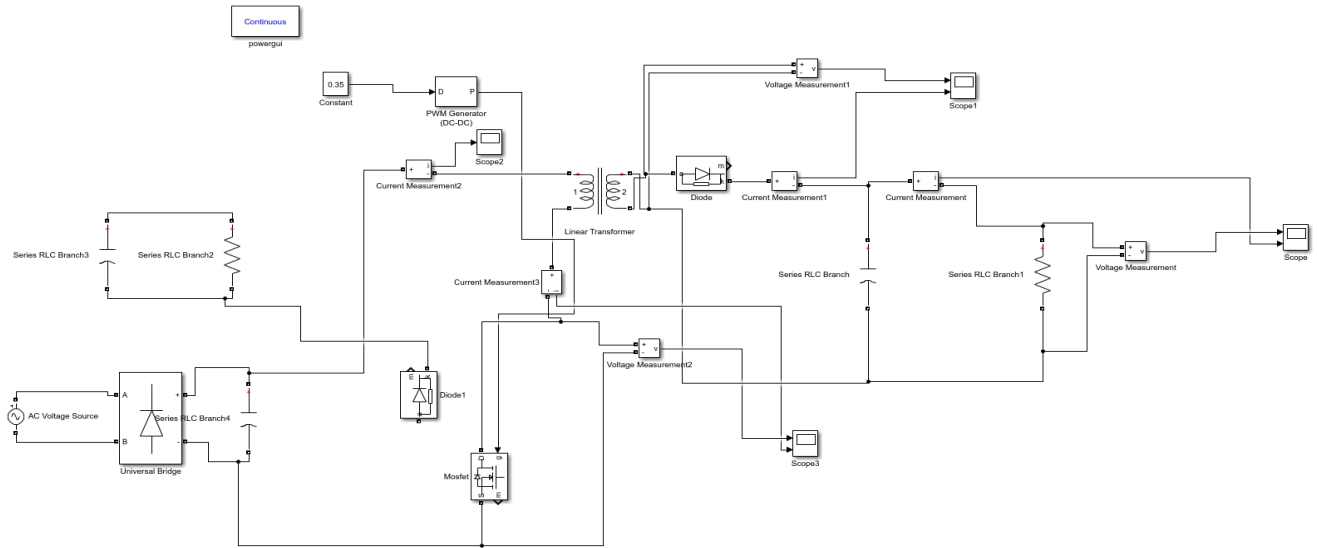 Continuous
powergui
0.35
Constant
D
P
PWM Generator
(DC-DC)
+
-
v
Voltage Measurement1
Scope1
Scope2
+
i
-
Current Measurement2
1
2
Linear Transformer
a
m
k
Diode
+
i
-
Current Measurement1
+
i
-
Current Measurement
Series RLC Branch3
Series RLC Branch2
Current Measurement3
Series RLC Branch
Series RLC Branch1
+
-
v
Voltage Measurement
Scope
+
-
v
Voltage Measurement2
AC Voltage Source
A
B
+
-
Universal Bridge
Series RLC Branch4
m
k
a
Diode1
Mosfet
D
g
S
m
Scope3